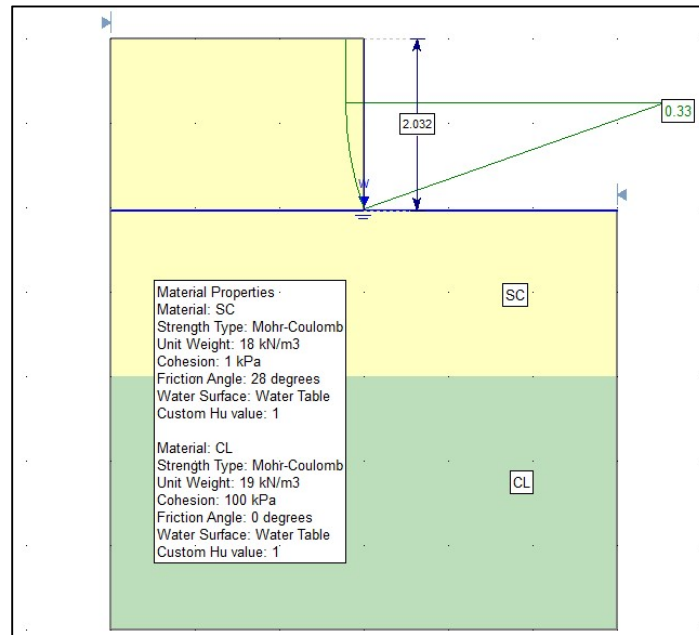 0.33
2.032
W
SC
Material Properties
Material: SC
Strength Type: Mohr-Coulomb
Unit Weight: 18 kN/m3
Cohesion: 1 kPa
Friction Angle: 28 degrees
Water Surface: Water Table
Custom Hu value: 1
Material: CL
Strength Type: Mohr-Coulomb
Unit Weight: 19 kN/m3
Cohesion: 100 kPa
Friction Angle: 0 degrees
Water Surface: Water Table
Custom Hu value: 1
CL